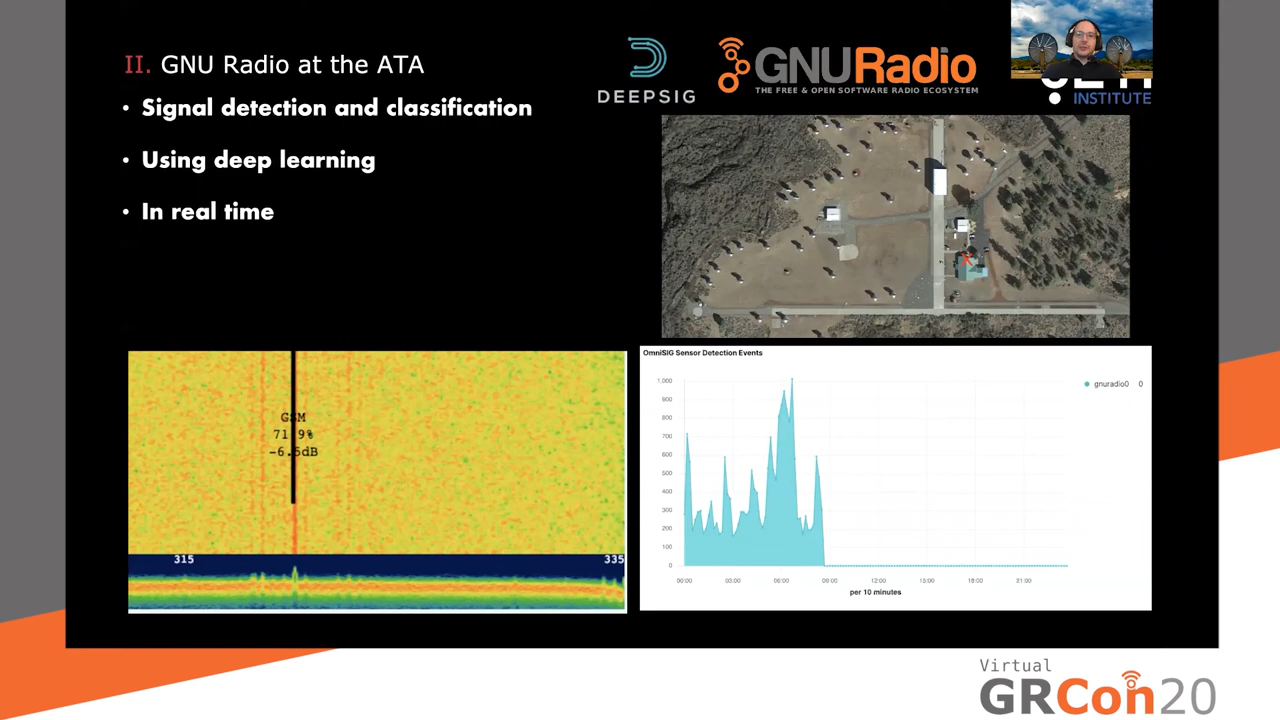 II. GNU Radio at the ATA
• Signal detection and classification
• Using deep learning
• In real time
DEEPSIG
GNURadio
THE FREE & OPEN SOFTWARE RADIO ECOSYSTEM
INSTITUTE
X
GSM
71.9%
-6.5dB
315
335
OmniSIG Sensor Detection Events
1,000
900
800
700
600
500
400
300
200
100
0
gnuradio0 0
00:00 03:00 06:00 09:00 12:00 15:00 18:00 21:00
per 10 minutes
Virtual
GRCon20